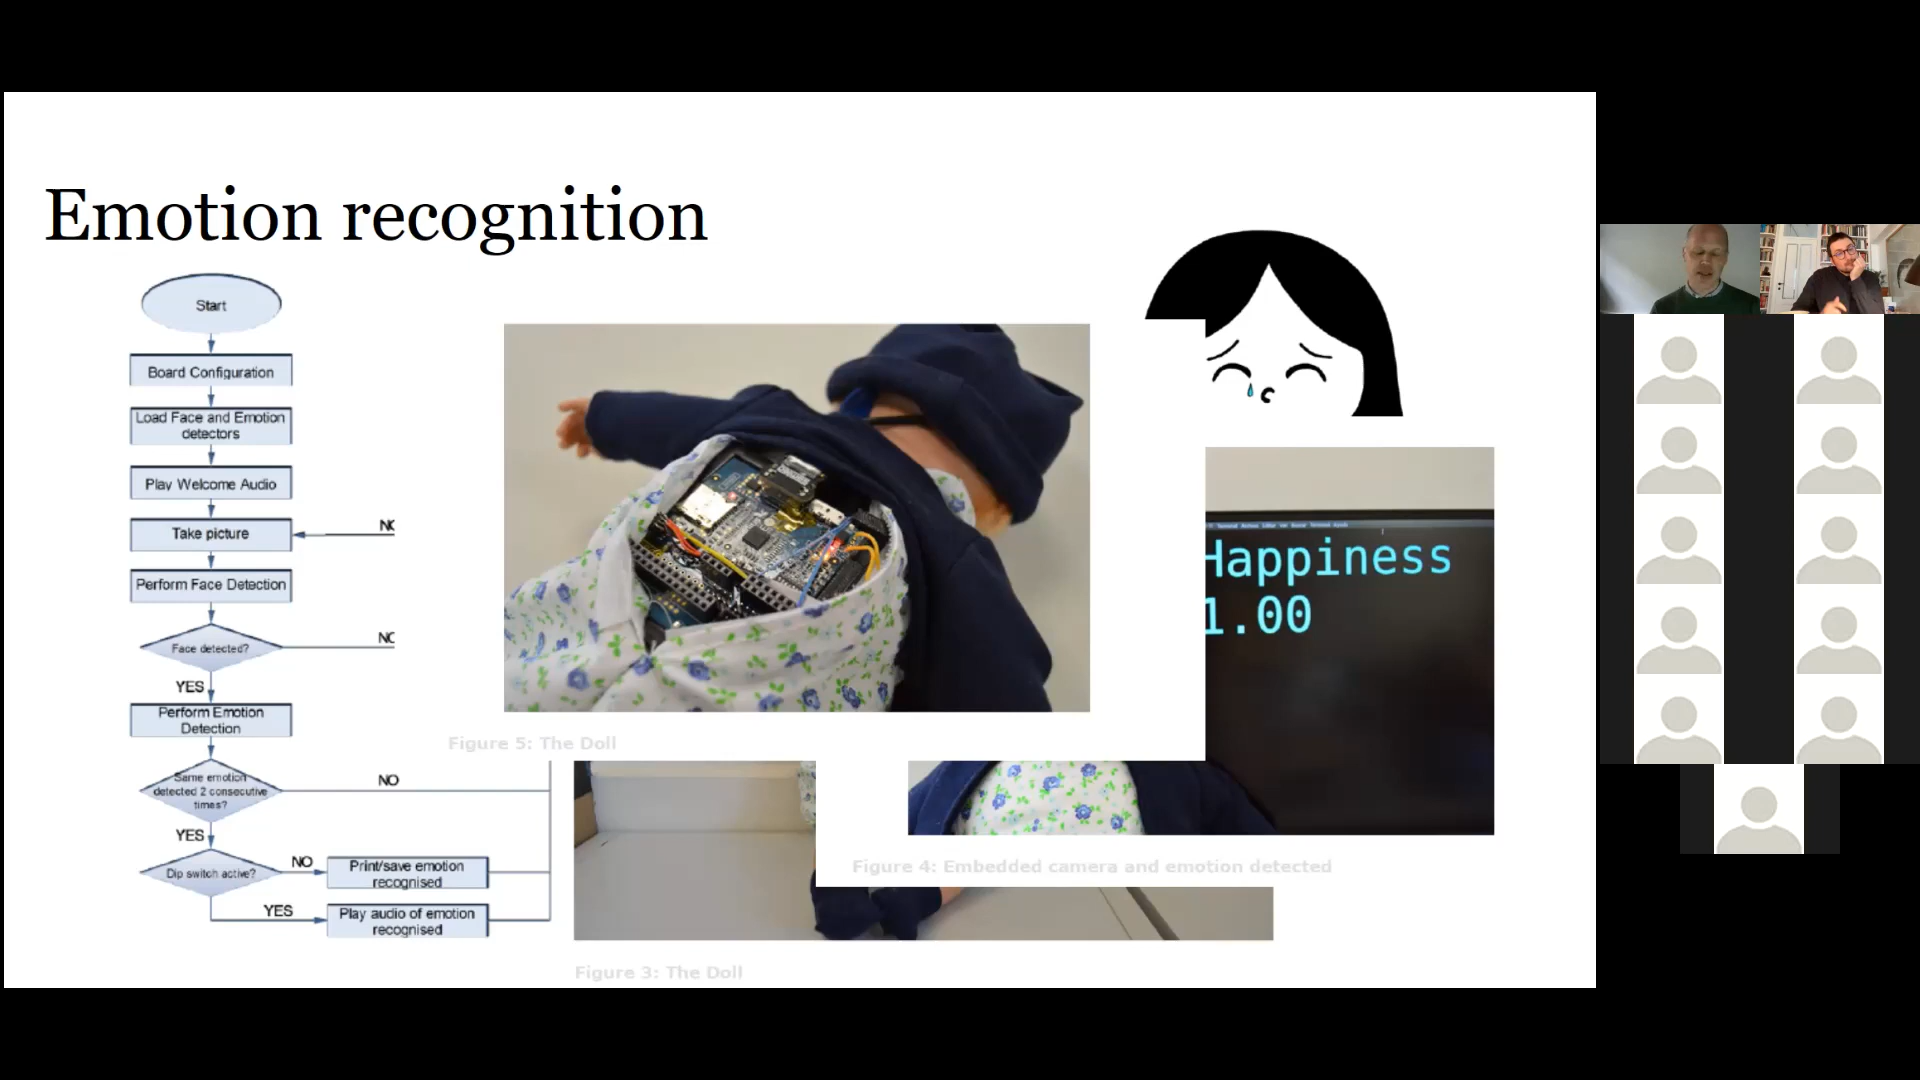 Emotion recognition
Start
Board Configuration
Load Face and Emotion
detectors
Play Welcome Audio
Take picture
NO
Perform Face Detection
Face detected?
NO
YES
Perform Emotion
Detection
Same emotion
detected 2 consecutive
times?
NO
YES
Dip switch active?
NO
Print/save emotion
recognised
YES
Play audio of emotion
recognised
Figure 5: The Doll
Happiness
1.00
Figure 4: Embedded camera and emotion detected
Figure 3: The Doll